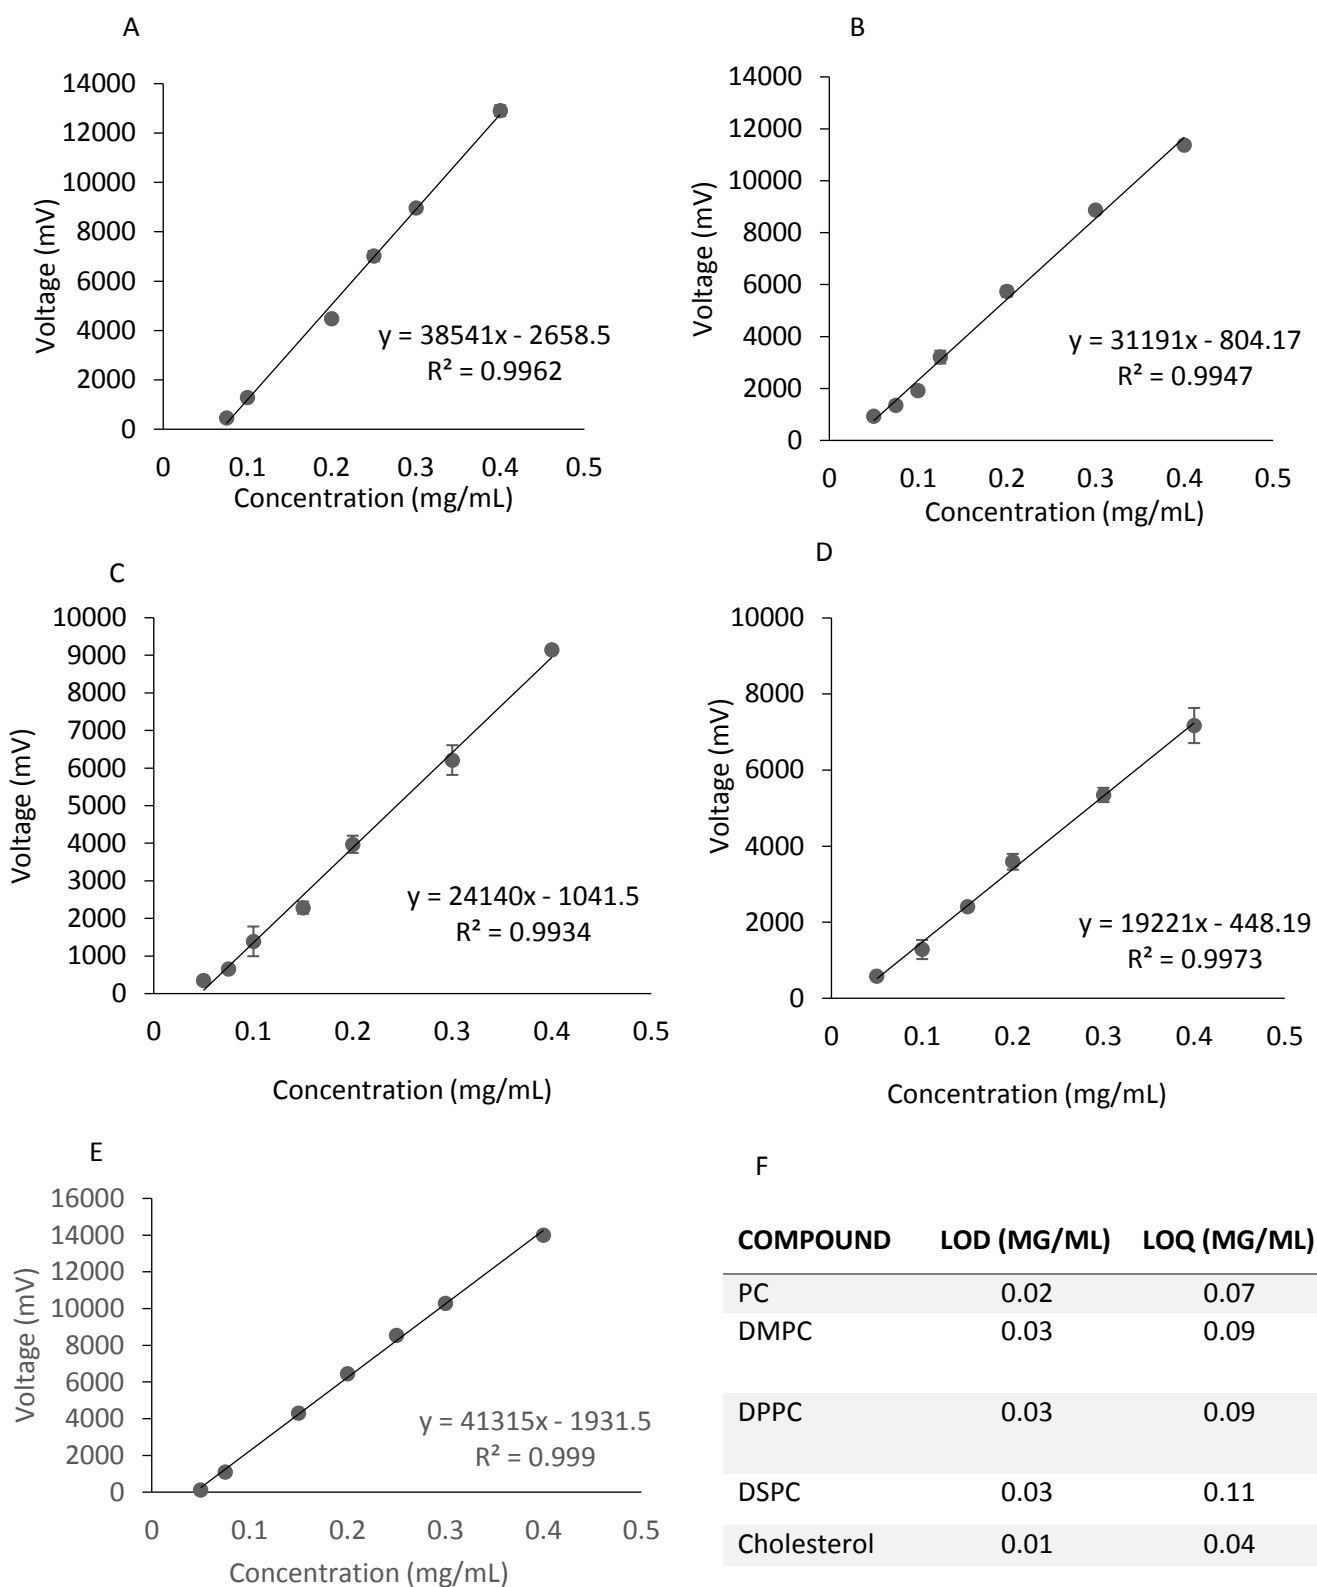 A
14000
12000
10000
8000
6000
4000
2000
0
Voltage (mV)
y = 38541x - 2658.5
R² = 0.9962
0 0.1 0.2 0.3 0.4 0.5
Concentration (mg/mL)
B
14000
12000
10000
8000
6000
4000
2000
0
Voltage (mV)
y = 31191x - 804.17
R² = 0.9947
0 0.1 0.2 0.3 0.4 0.5
Concentration (mg/mL)
C
10000
9000
8000
7000
6000
5000
4000
3000
2000
1000
0
Voltage (mV)
y = 24140x - 1041.5
R² = 0.9934
0 0.1 0.2 0.3 0.4 0.5
Concentration (mg/mL)
D
10000
8000
6000
4000
2000
0
Voltage (mV)
y = 19221x - 448.19
R² = 0.9973
0 0.1 0.2 0.3 0.4 0.5
Concentration (mg/mL)
E
16000
14000
12000
10000
8000
6000
4000
2000
0
Voltage (mV)
y = 41315x - 1931.5
R² = 0.999
0 0.1 0.2 0.3 0.4 0.5
Concentration (mg/mL)
F
COMPOUND LOD (MG/ML) LOQ (MG/ML)
PC 0.02 0.07
DMPC 0.03 0.09
DPPC 0.03 0.09
DSPC 0.03 0.11
Cholesterol 0.01 0.04